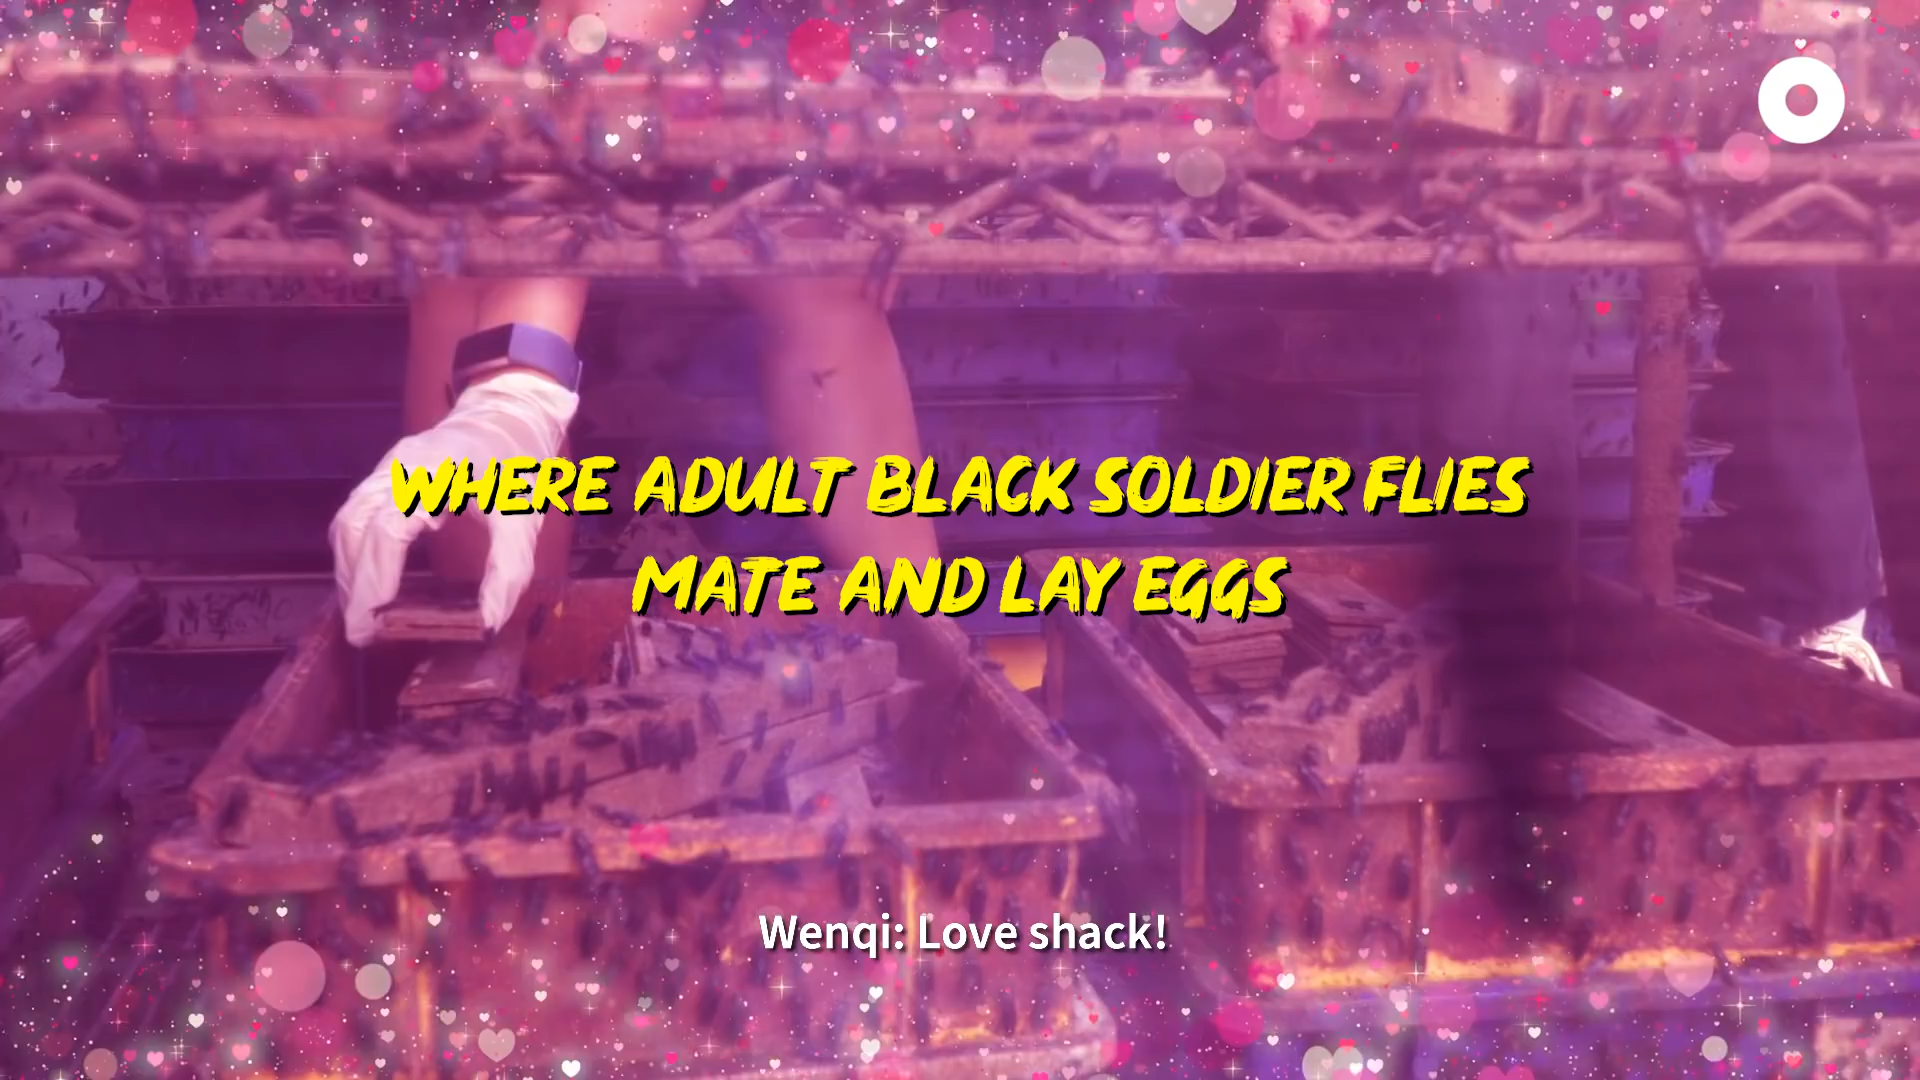 WHERE ADULT BLACK SOLDIER FLIES
MATE AND LAY EGGS
Wenqi: Love shack!